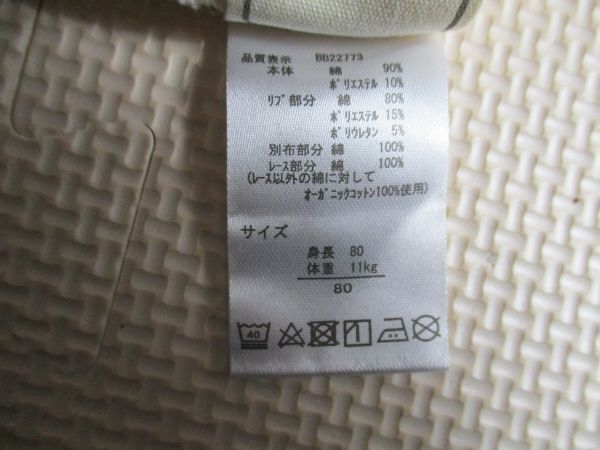 品質表示 BB22773
本体 綿 90%
ﾎﾟﾘｴｽﾃﾙ 10%
ﾘﾌﾞ部分 綿 80%
ﾎﾟﾘｴｽﾃﾙ 15%
ﾎﾟﾘｳﾚﾀﾝ 5%
別布部分 綿 100%
ﾚｰｽ部分 綿 100%
(ﾚｰｽ以外の綿に対して
ｵｰｶﾞﾆｯｸｺｯﾄﾝ100%使用)
サイズ
身長 80
体重 11kg
80
40